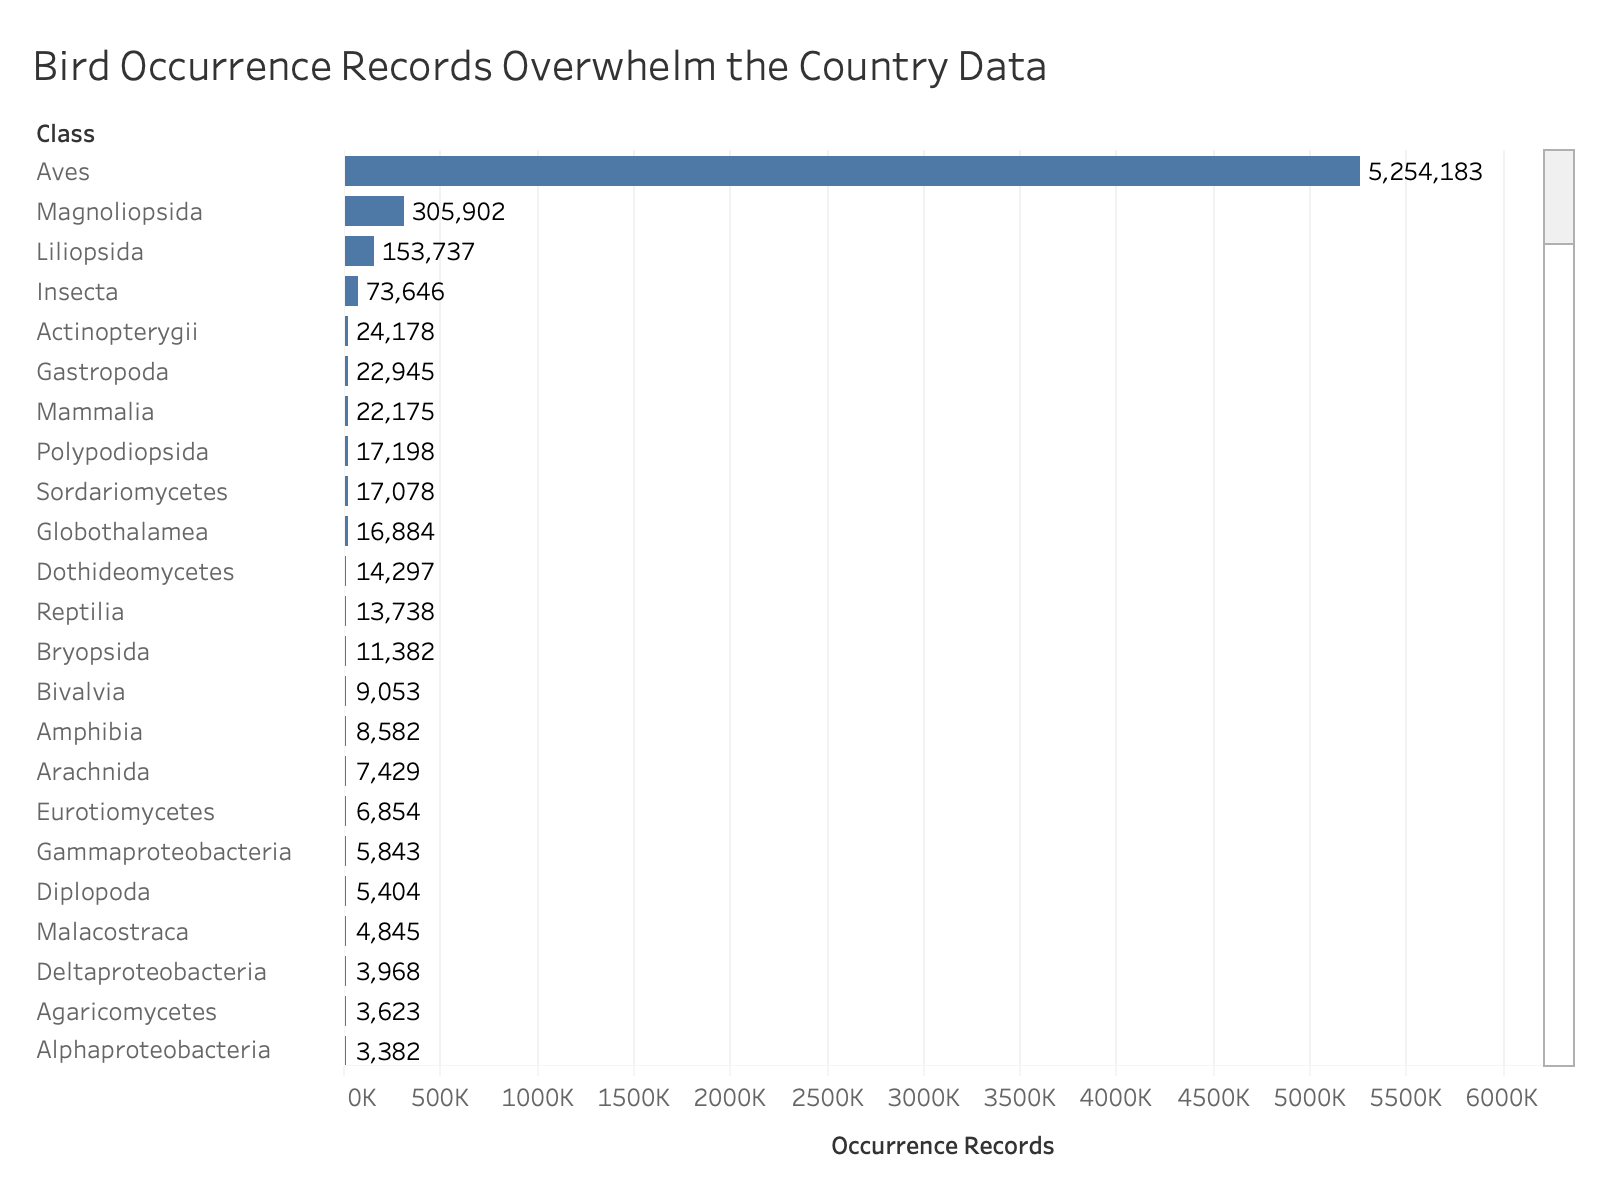 Bird Occurrence Records Overwhelm the Country Data
Class
Aves 5,254,183
Magnoliopsida 305,902
Liliopsida 153,737
Insecta 73,646
Actinopterygii 24,178
Gastropoda 22,945
Mammalia 22,175
Polypodiopsida 17,198
Sordariomycetes 17,078
Globothalamea 16,884
Dothideomycetes 14,297
Reptilia 13,738
Bryopsida 11,382
Bivalvia 9,053
Amphibia 8,582
Arachnida 7,429
Eurotiomycetes 6,854
Gammaproteobacteria 5,843
Diplopoda 5,404
Malacostraca 4,845
Deltaproteobacteria 3,968
Agaricomycetes 3,623
Alphaproteobacteria 3,382
0K 500K 1000K 1500K 2000K 2500K 3000K 3500K 4000K 4500K 5000K 5500K 6000K
Occurrence Records